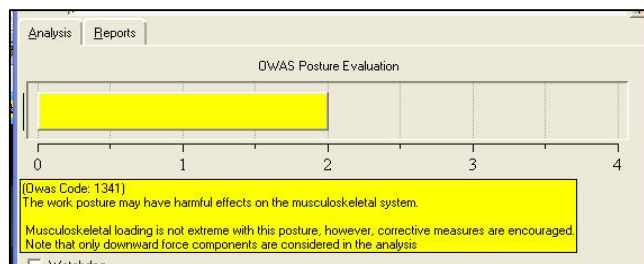 Analysis Reports
OWAS Posture Evaluation
0 1 2 3 4
(Owas Code: 1341)
The work posture may have harmful effects on the musculoskeletal system.
Musculoskeletal loading is not extreme with this posture, however, corrective measures are encouraged.
Note that only downward force components are considered in the analysis